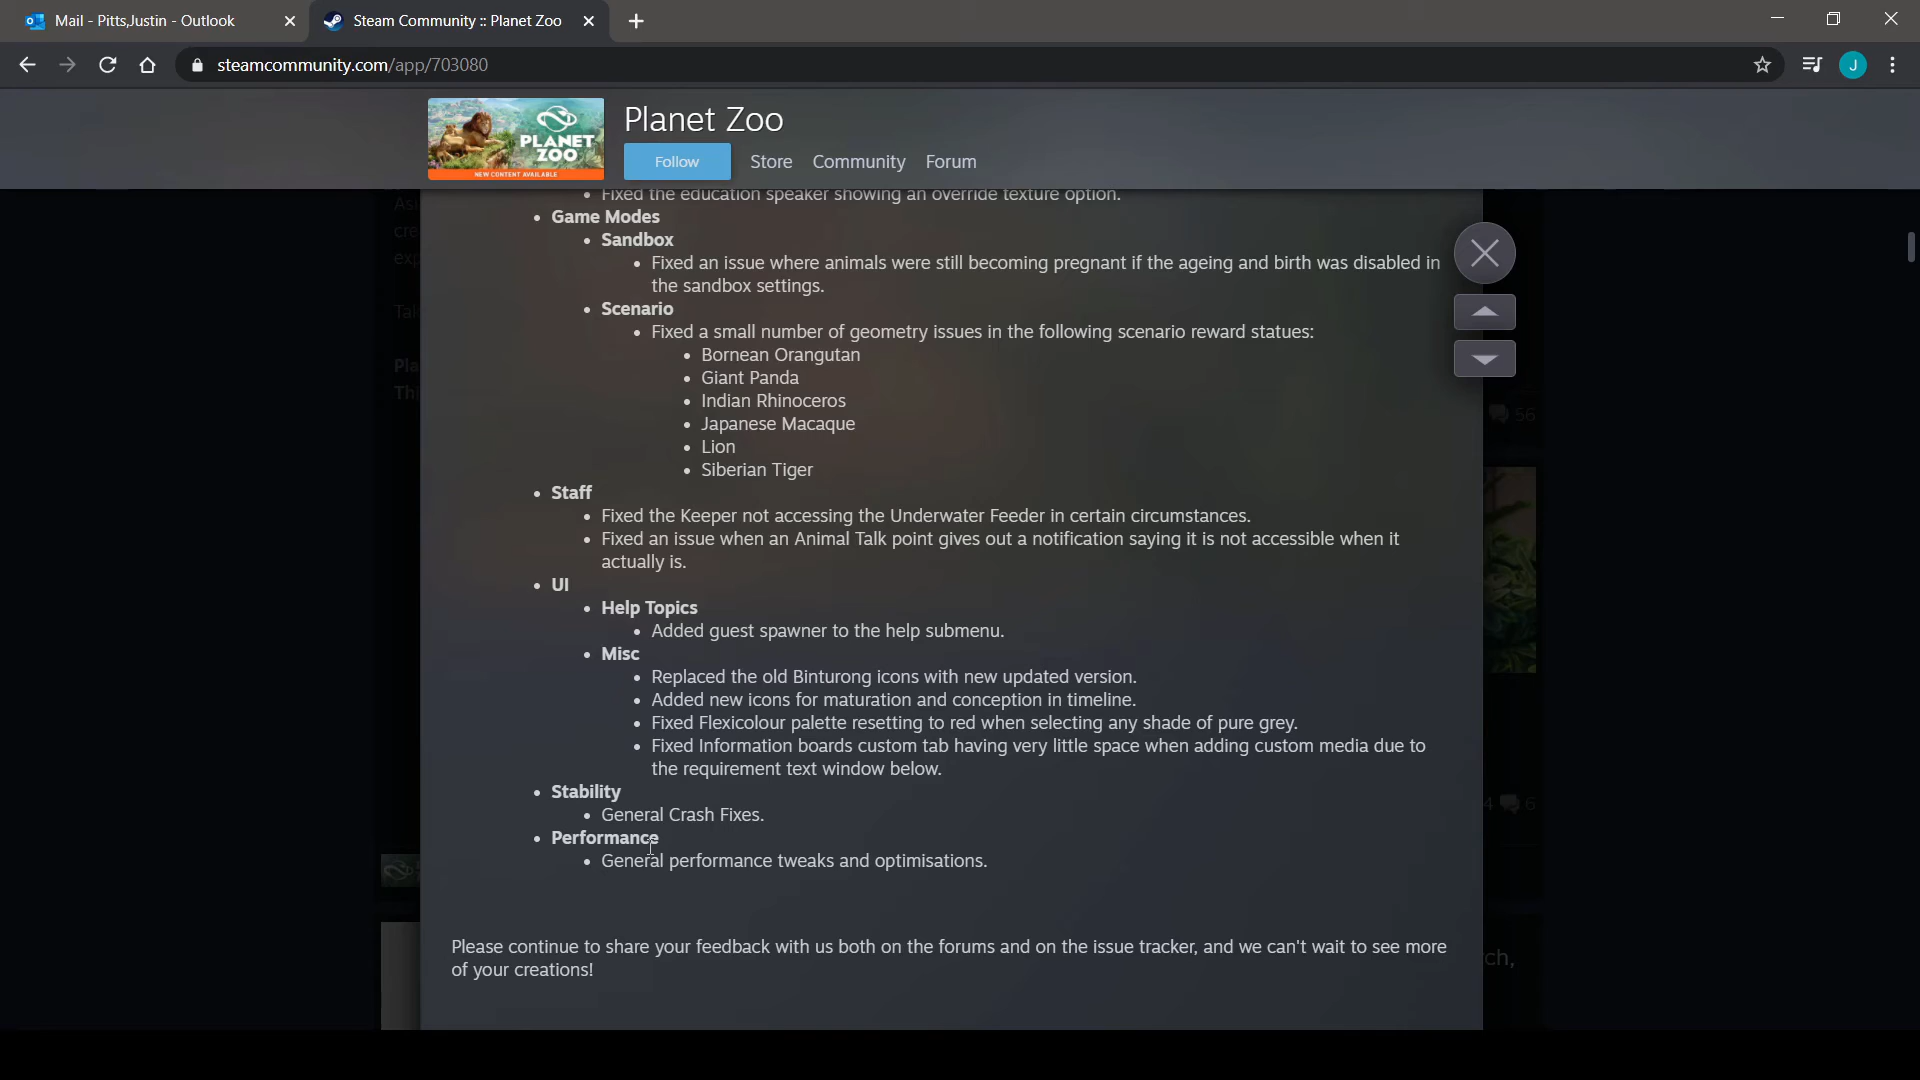 Mail - Pitts,Justin - Outlook
Steam Community :: Planet Zoo
steamcommunity.com/app/703080
J
PLANET ZOO
NEW CONTENT AVAILABLE
Planet Zoo
Follow
Store
Community
Forum
Fixed the education speaker showing an override texture option.
Game Modes
Sandbox
Fixed an issue where animals were still becoming pregnant if the ageing and birth was disabled in
the sandbox settings.
Scenario
Fixed a small number of geometry issues in the following scenario reward statues:
Bornean Orangutan
Giant Panda
Indian Rhinoceros
Japanese Macaque
Lion
Siberian Tiger
Staff
Fixed the Keeper not accessing the Underwater Feeder in certain circumstances.
Fixed an issue when an Animal Talk point gives out a notification saying it is not accessible when it
actually is.
UI
Help Topics
Added guest spawner to the help submenu.
Misc
Replaced the old Binturong icons with new updated version.
Added new icons for maturation and conception in timeline.
Fixed Flexicolour palette resetting to red when selecting any shade of pure grey.
Fixed Information boards custom tab having very little space when adding custom media due to
the requirement text window below.
Stability
General Crash Fixes.
Performance
General performance tweaks and optimisations.
Please continue to share your feedback with us both on the forums and on the issue tracker, and we can't wait to see more
of your creations!
56
4 6
ch,